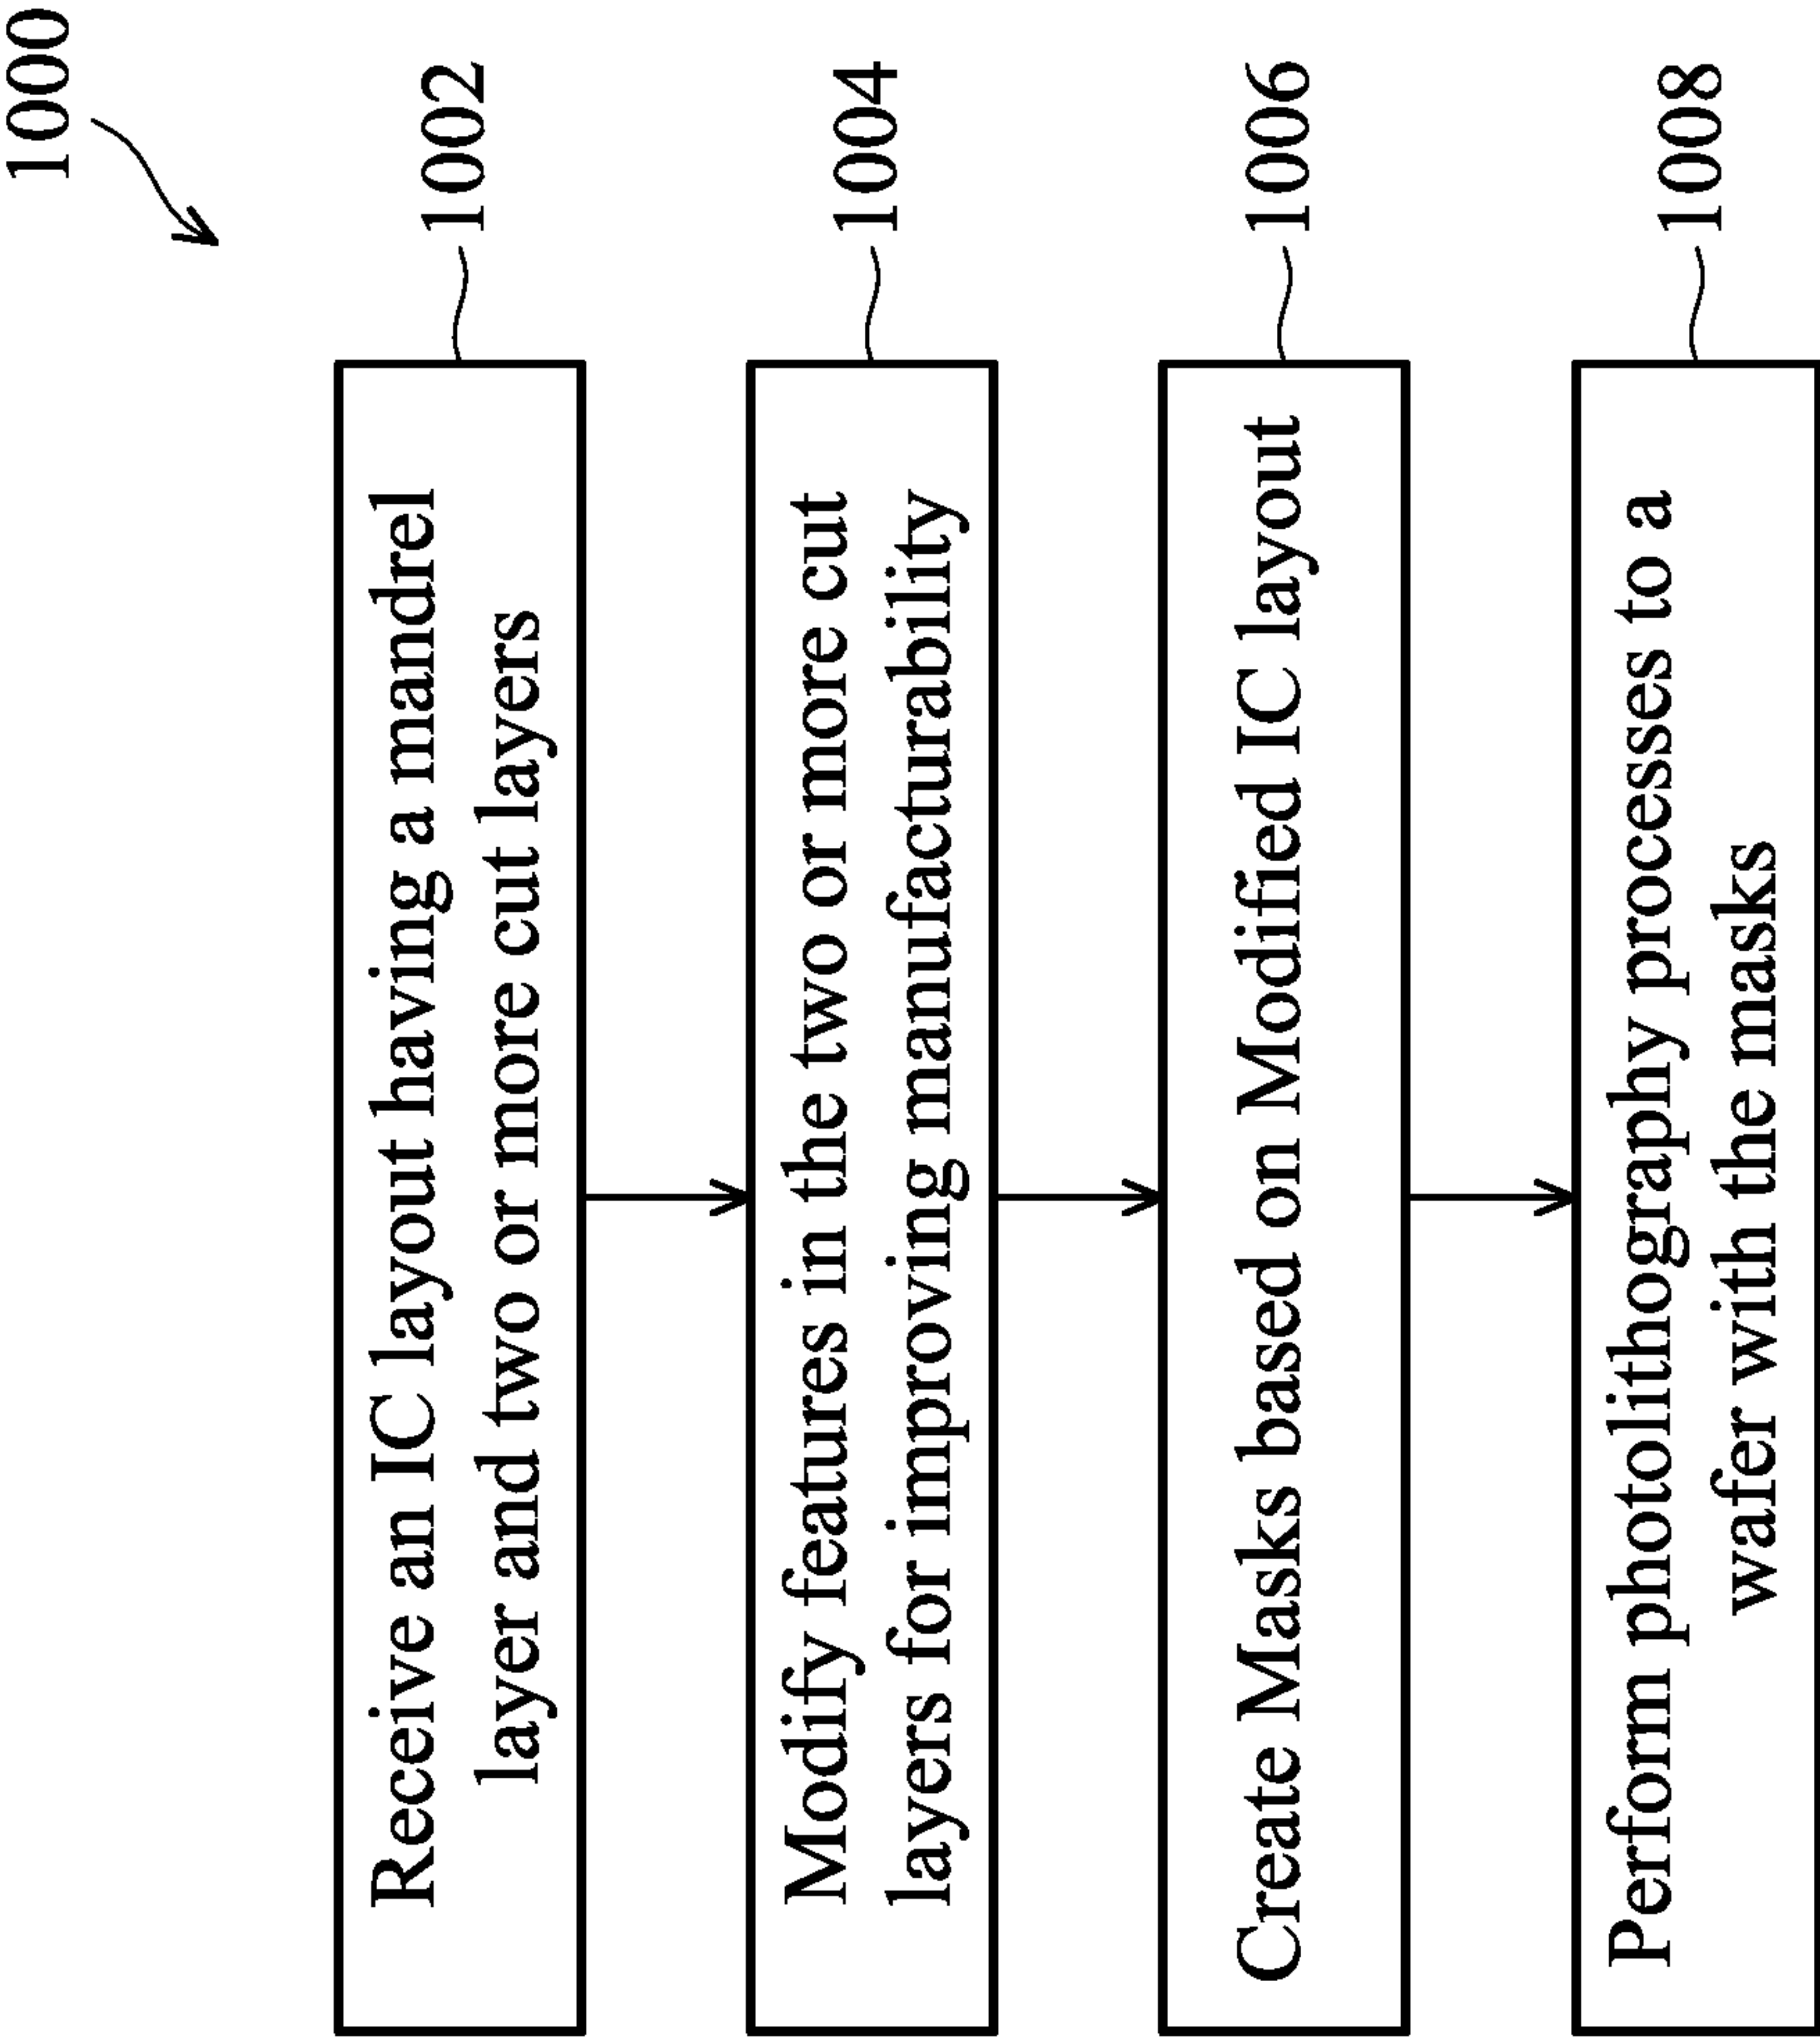 1000
Receive an IC layout having a mandrel
layer and two or more cut layers
1002
Modify features in the two or more cut
layers for improving manufacturability
1004
Create Masks based on Modified IC layout
1006
Perform photolithography processes to a
wafer with the masks
1008